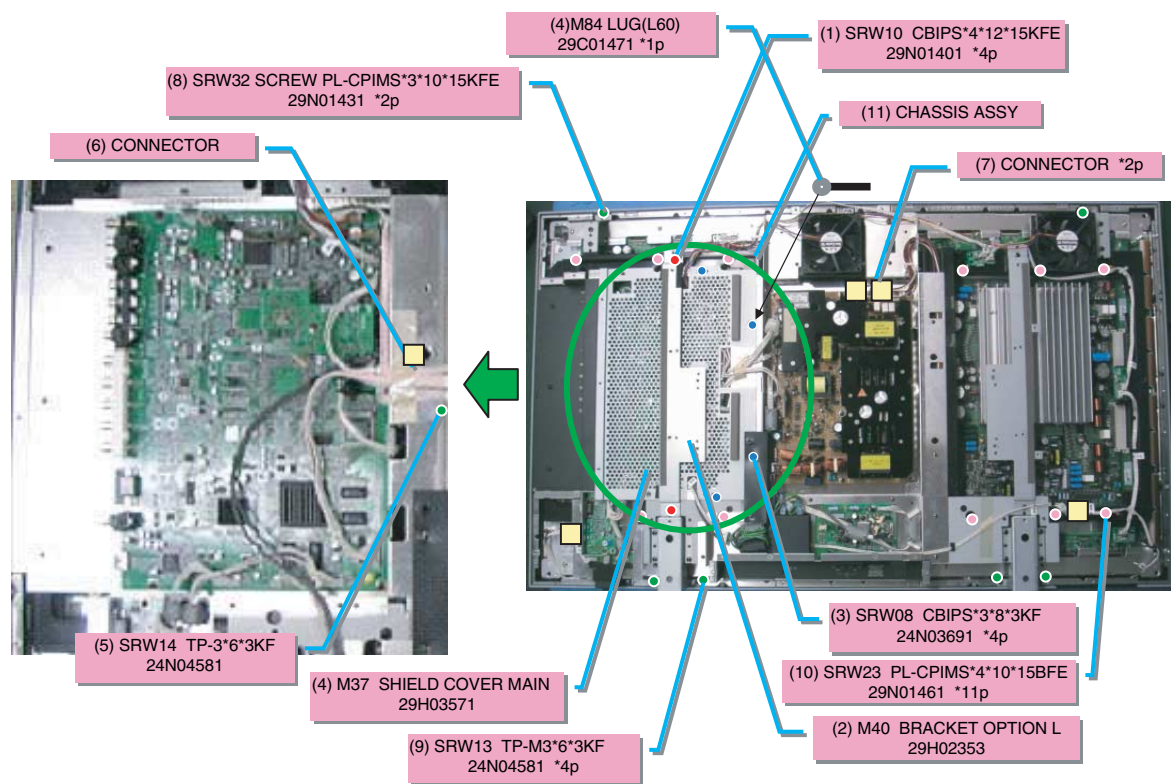 (4)M84 LUG(L60)
29C01471 *1p
(1) SRW10 CBIPS*4*12*15KFE
29N01401 *4p
(8) SRW32 SCREW PL-CPIMS*3*10*15KFE
29N01431 *2p
(11) CHASSIS ASSY
(6) CONNECTOR
(7) CONNECTOR *2p
(5) SRW14 TP-3*6*3KF
24N04581
(3) SRW08 CBIPS*3*8*3KF
24N03691 *4p
(4) M37 SHIELD COVER MAIN
29H03571
(10) SRW23 PL-CPIMS*4*10*15BFE
29N01461 *11p
(9) SRW13 TP-M3*6*3KF
24N04581 *4p
(2) M40 BRACKET OPTION L
29H02353